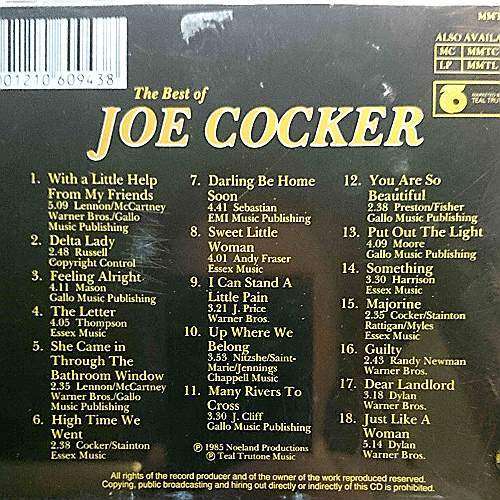 MMT
ALSO AVAILA
MC MMTC
LP MMTL
TEAL TRUTO
001210 609438
The Best of
JOE COCKER
1. With a Little Help
From My Friends
5.09 Lennon/McCartney
Warner Bros./Gallo
Music Publishing
2. Delta Lady
2.48 Russell
Copyright Control
3. Feeling Alright
4.11 Mason
Gallo Music Publishing
4. The Letter
4.05 Thompson
Essex Music
5. She Came in
Through The
Bathroom Window
2.35 Lennon/McCartney
Warner Bros./Gallo
Music Publishing
6. High Time We
Went
2.38 Cocker/Stainton
Essex Music
7. Darling Be Home
Soon
4.41 Sebastian
EMI Music Publishing
8. Sweet Little
Woman
4.01 Andy Fraser
Essex Music
9. I Can Stand A
Little Pain
3.21 J. Price
Warner Bros.
10. Up Where We
Belong
3.53 Nitzshe/Saint-
Marie/Jennings
Chappell Music
11. Many Rivers To
Cross
3.30 J. Cliff
Gallo Music Publishing
℗ 1985 Noeland Productions
℗ Teal Trutone Music
12. You Are So
Beautiful
2.38 Preston/Fisher
Gallo Music Publishing
13. Put Out The Light
4.09 Moore
Gallo Music Publishing
14. Something
3.30 Harrison
Essex Music
15. Majorine
2.35 Cocker/Stainton
Rattigan/Myles
Essex Music
16. Guilty
2.43 Randy Newman
Warner Bros.
17. Dear Landlord
3.18 Dylan
Warner Bros.
18. Just Like A
Woman
5.14 Dylan
Warner Bros.
All rights of the record producer and of the owner of the work reproduced reserved.
Copying, public broadcasting and hiring out directly or indirectly of this CD is prohibited.